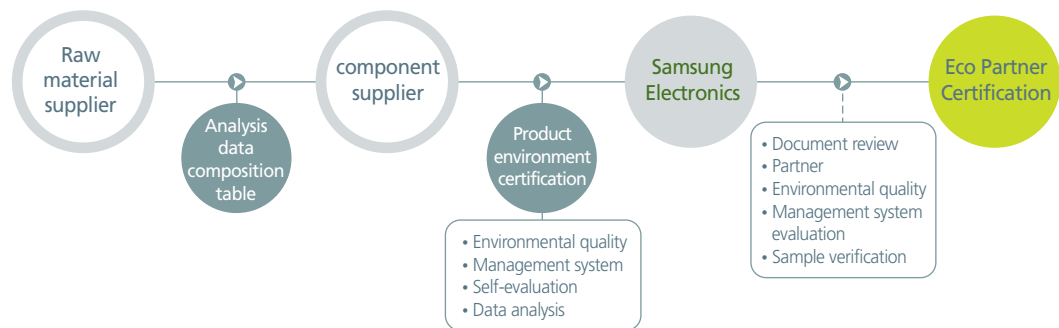 Raw
material
supplier
Analysis
data
composition
table
component
supplier
Product
environment
certification
• Environmental quality
• Management system
• Self-evaluation
• Data analysis
Samsung
Electronics
• Document review
• Partner
• Environmental quality
• Management system
evaluation
• Sample verification
Eco Partner
Certification